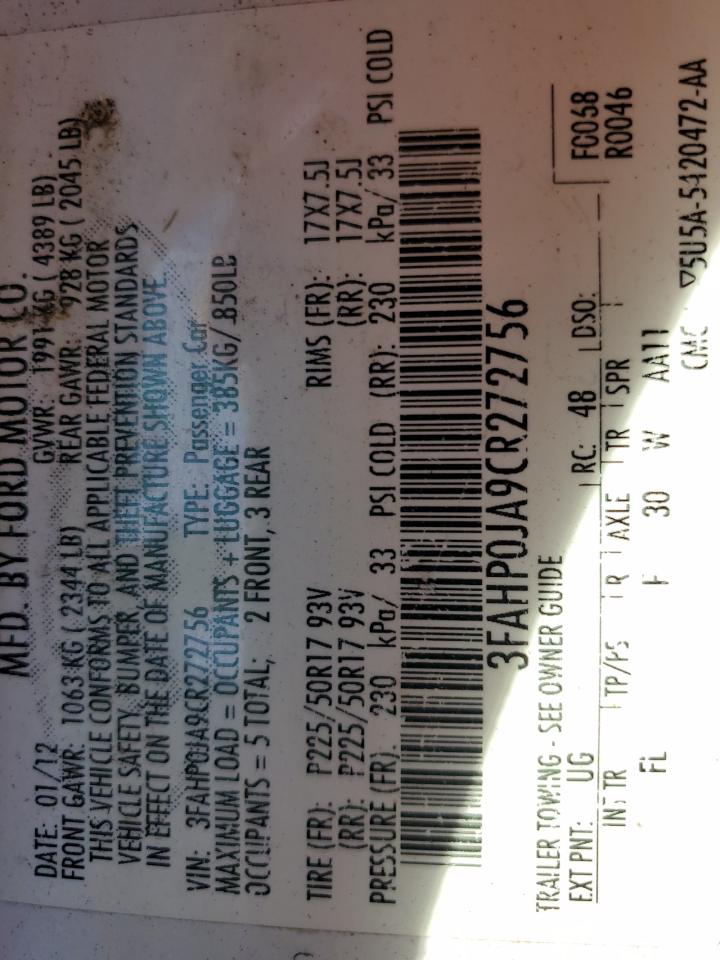 MFD. BY FORD MOTOR CO.
DATE: 01/12 GVWR: 1991 KG ( 4389 LB)
FRONT GAWR: 1063 KG ( 2344 LB) REAR GAWR: 928 KG ( 2045 LB)
THIS VEHICLE CONFORMS TO ALL APPLICABLE FEDERAL MOTOR
VEHICLE SAFETY, BUMPER, AND THEFT PREVENTION STANDARDS
IN EFFECT ON THE DATE OF MANUFACTURE SHOWN ABOVE.
VIN: 3FAHP0JA9CR272756 TYPE: Passenger Car
MAXIMUM LOAD = OCCUPANTS + LUGGAGE = 385KG/ 850LB
OCCUPANTS = 5 TOTAL; 2 FRONT, 3 REAR
TIRE (FR): P225/50R17 93V RIMS (FR): 17X7.5J
(RR): P225/50R17 93V (RR): 17X7.5J
PRESSURE (FR): 230 kPa/ 33 PSI COLD (RR): 230 kPa/ 33 PSI COLD
3FAHP0JA9CR272756
TRAILER TOWING - SEE OWNER GUIDE
EXT PNT: UG RC: 48 DSO: F0068
R0046
INT TR TP/PS R AXLE TR SPR
FL F 30 W AA11
CMC ▽5U5A-5420472-AA